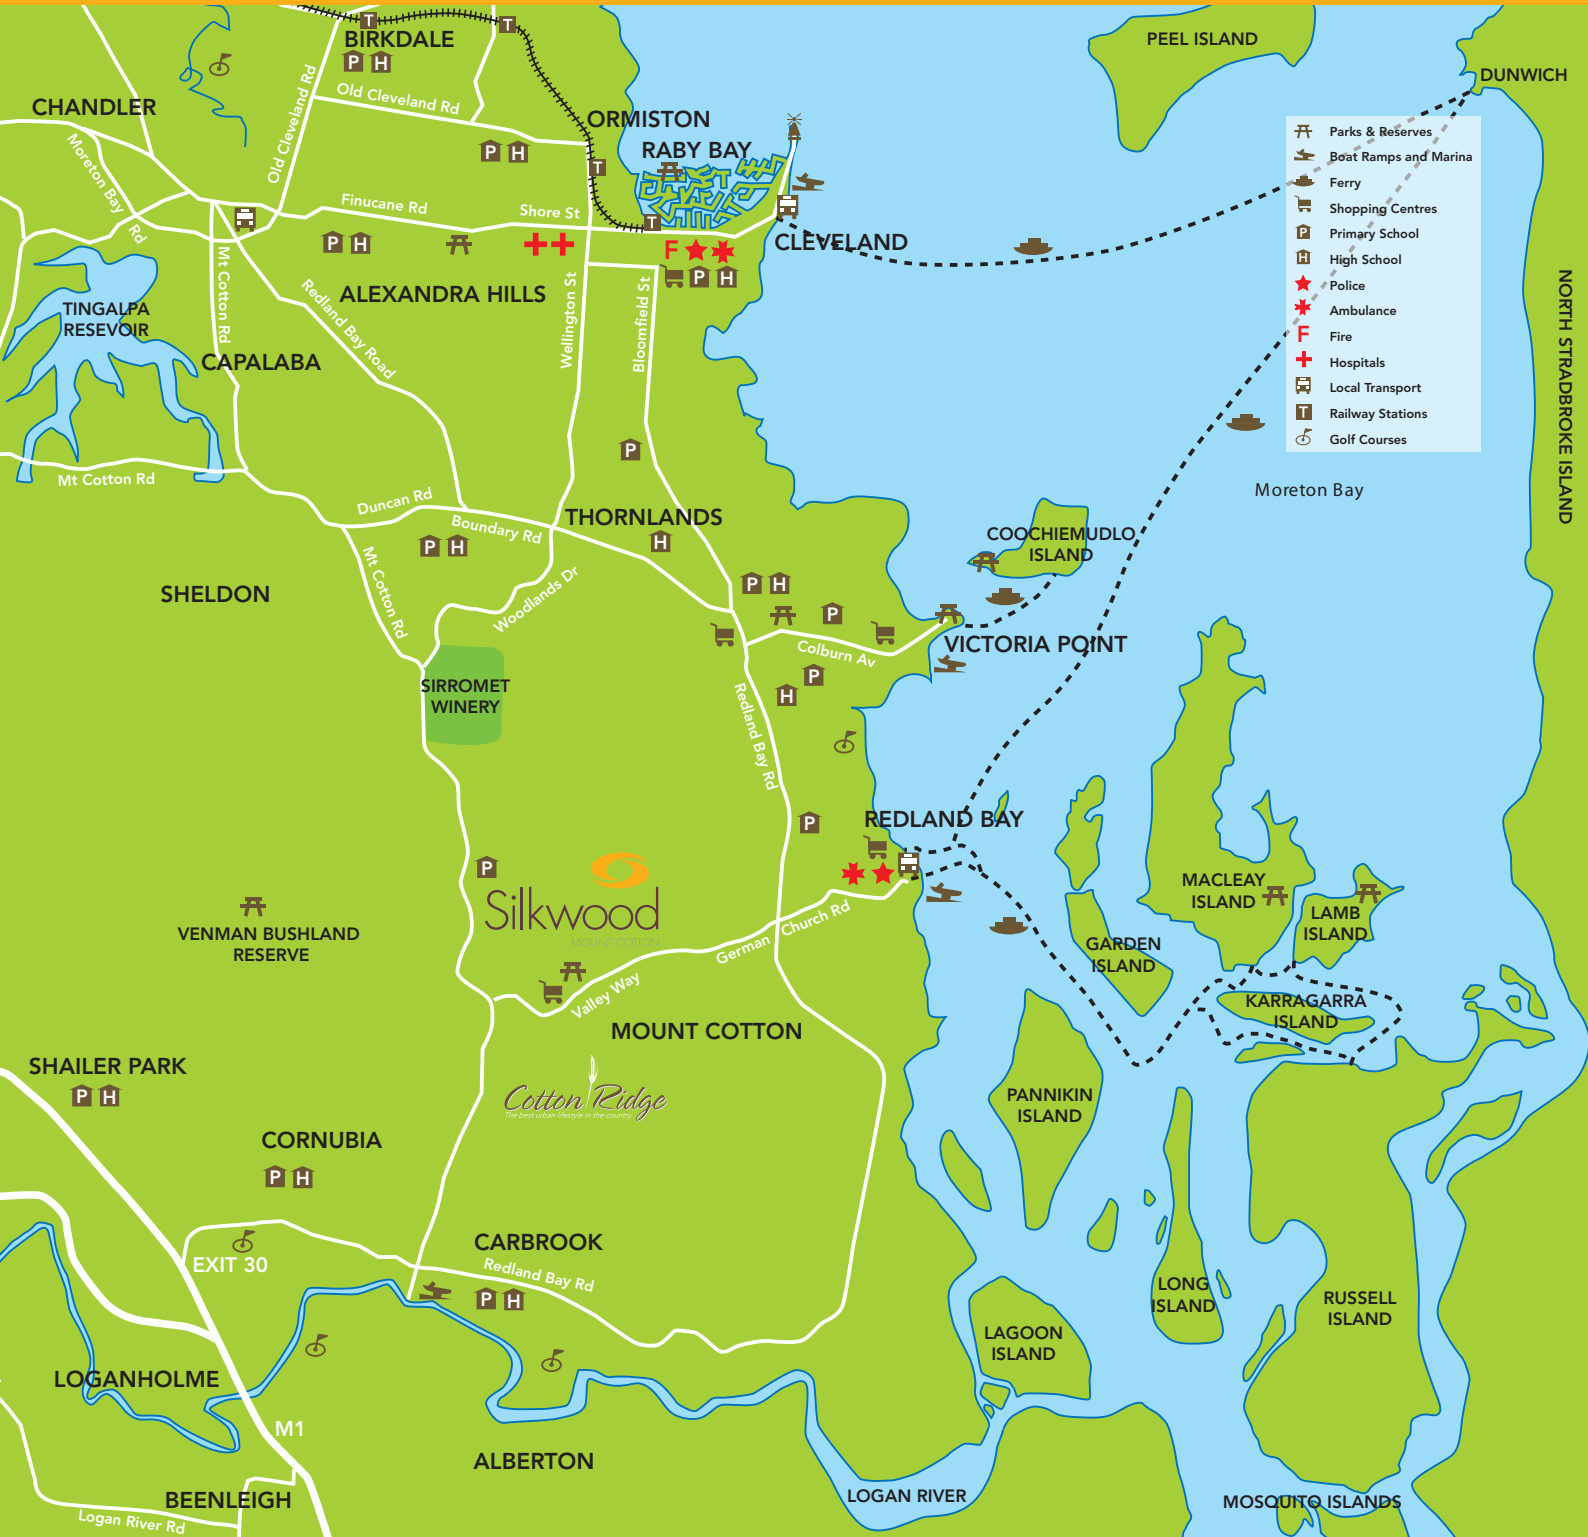 PEEL ISLAND
BIRKDALE
T
T
P H
DUNWICH
Old Cleveland Rd
CHANDLER
ORMISTON
Old Cleveland Rd
Moreton Bay Rd
P H
RABY BAY
T
Finucane Rd
Shore St
T
P H
F
CLEVELAND
P H
Mt Cotton Rd
ALEXANDRA HILLS
Redland Bay Road
Wellington St
Bloomfield St
TINGALPA
RESEVOIR
CAPALABA
Parks & Reserves
Boat Ramps and Marina
Ferry
Shopping Centres
P Primary School
H High School
Police
Ambulance
F Fire
Hospitals
Local Transport
T Railway Stations
Golf Courses
NORTH STRADBROKE ISLAND
P
Mt Cotton Rd
Moreton Bay
Duncan Rd
Boundary Rd
THORNLANDS
H
P H
COOCHIEMUDLO
ISLAND
Mt Cotton Rd
SHELDON
Woodlands Dr
P H
P
Colburn Av
VICTORIA POINT
P
H
SIRROMET
WINERY
Redland Bay Rd
P
REDLAND BAY
P
Silkwood
MOUNT COTTON
MACLEAY
ISLAND
LAMB
ISLAND
German Church Rd
VENMAN BUSHLAND
RESERVE
GARDEN
ISLAND
Valley Way
KARRAGARRA
ISLAND
MOUNT COTTON
SHAILER PARK
P H
Cotton Ridge
The best urban lifestyle in the country.
PANNIKIN
ISLAND
CORNUBIA
P H
CARBROOK
EXIT 30
Redland Bay Rd
P H
LONG
ISLAND
RUSSELL
ISLAND
LAGOON
ISLAND
LOGANHOLME
M1
ALBERTON
BEENLEIGH
LOGAN RIVER
MOSQUITO ISLANDS
Logan River Rd